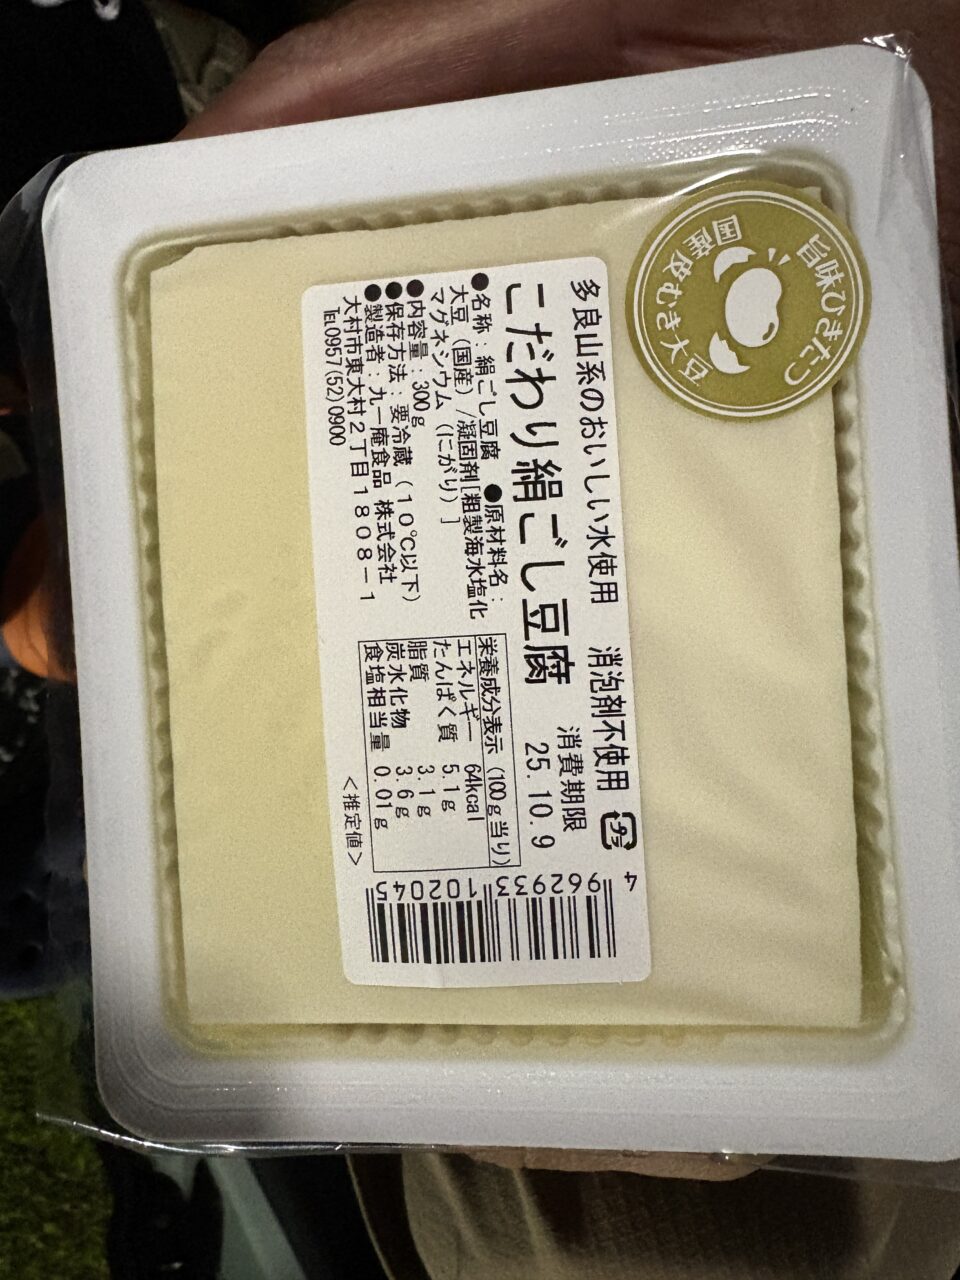 旨味ひきたつ
国産皮むき大豆
多良山系のおいしい水使用 消泡剤不使用 プラ
こだわり絹ごし豆腐
消費期限
25.10.9
●名称：絹ごし豆腐 ●原材料名：
大豆（国産）/凝固剤[粗製海水塩化
マグネシウム（にがり）]
●内容量：300g
●保存方法：要冷蔵（10℃以下）
●製造者：九一庵食品 株式会社
大村市東大村2丁目1808-1
℡0957(52)0900
栄養成分表示（100g当り）
エネルギー 64kcal
たんぱく質 5.1g
脂質 3.1g
炭水化物 3.6g
食塩相当量 0.01g
＜推定値＞
4 962933 102045